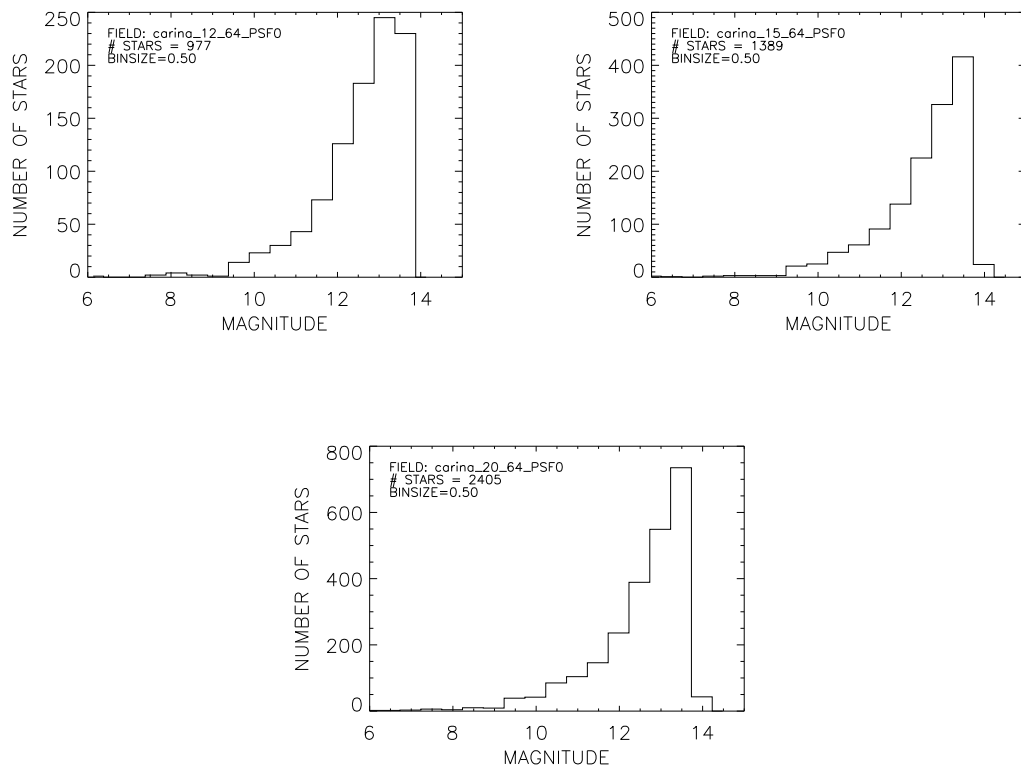 250
200
150
100
50
0
NUMBER OF STARS
FIELD: carina_12_64_PSF0
# STARS = 977
BINSIZE=0.50
6 8 10 12 14
MAGNITUDE
500
400
300
200
100
0
NUMBER OF STARS
FIELD: carina_15_64_PSF0
# STARS = 1389
BINSIZE=0.50
6 8 10 12 14
MAGNITUDE
800
600
400
200
0
NUMBER OF STARS
FIELD: carina_20_64_PSF0
# STARS = 2405
BINSIZE=0.50
6 8 10 12 14
MAGNITUDE